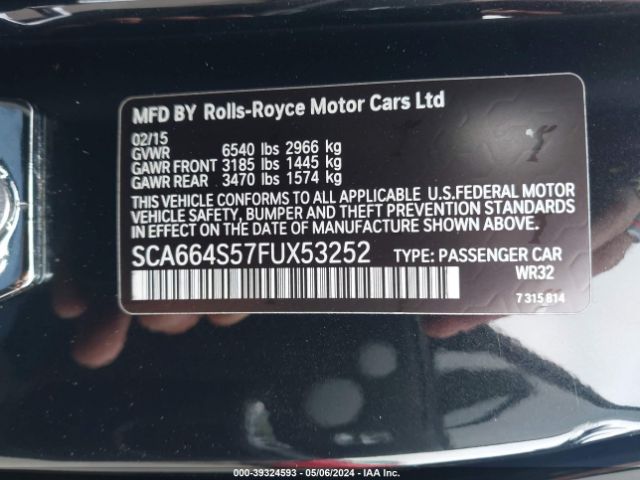 MFD BY Rolls-Royce Motor Cars Ltd
02/15
GVWR 6540 lbs 2966 kg
GAWR FRONT 3185 lbs 1445 kg
GAWR REAR 3470 lbs 1574 kg
THIS VEHICLE CONFORMS TO ALL APPLICABLE U.S.FEDERAL MOTOR
VEHICLE SAFETY, BUMPER AND THEFT PREVENTION STANDARDS
IN EFFECT ON THE DATE OF MANUFACTURE SHOWN ABOVE.
SCA664S57FUX53252 TYPE: PASSENGER CAR
WR32
7 315 814
000-39324593 - 05/06/2024 - IAA Inc.